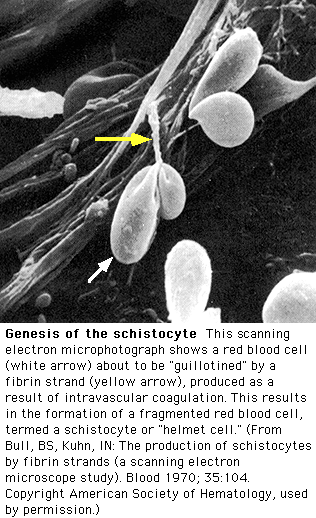 Genesis of the schistocyte This scanning
electron microphotograph shows a red blood cell
(white arrow) about to be "guillotined" by a
fibrin strand (yellow arrow), produced as a
result of intravascular coagulation. This results
in the formation of a fragmented red blood cell,
termed a schistocyte or "helmet cell." (From
Bull, BS, Kuhn, IN: The production of schistocytes
by fibrin strands (a scanning electron
microscope study). Blood 1970; 35:104.
Copyright American Society of Hematology, used
by permission.)